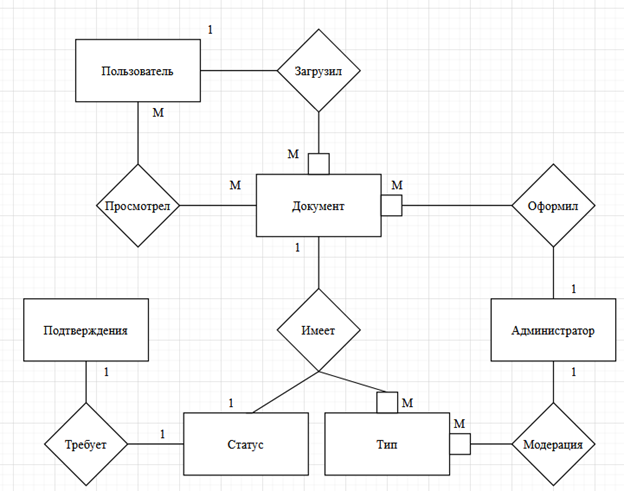 1
Пользователь
Загрузил
М
М
М
М
Просмотрел
Документ
Оформил
1
1
Подтверждения
Имеет
Администратор
1
1
1
М
М
1
Требует
Статус
Тип
Модерация